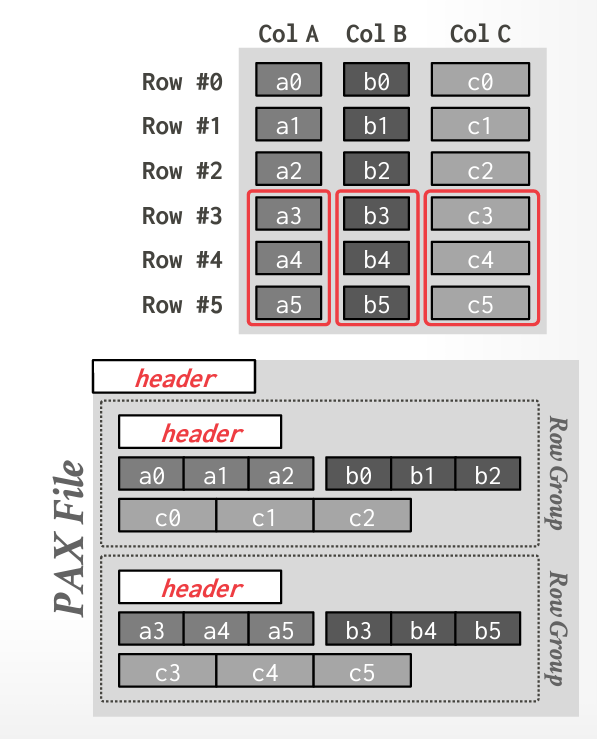 Col A Col B Col C
Row #0 a0 b0 c0
Row #1 a1 b1 c1
Row #2 a2 b2 c2
Row #3 a3 b3 c3
Row #4 a4 b4 c4
Row #5 a5 b5 c5
PAX File
header
Row Group
header
a0 a1 a2 b0 b1 b2
c0 c1 c2
Row Group
header
a3 a4 a5 b3 b4 b5
c3 c4 c5